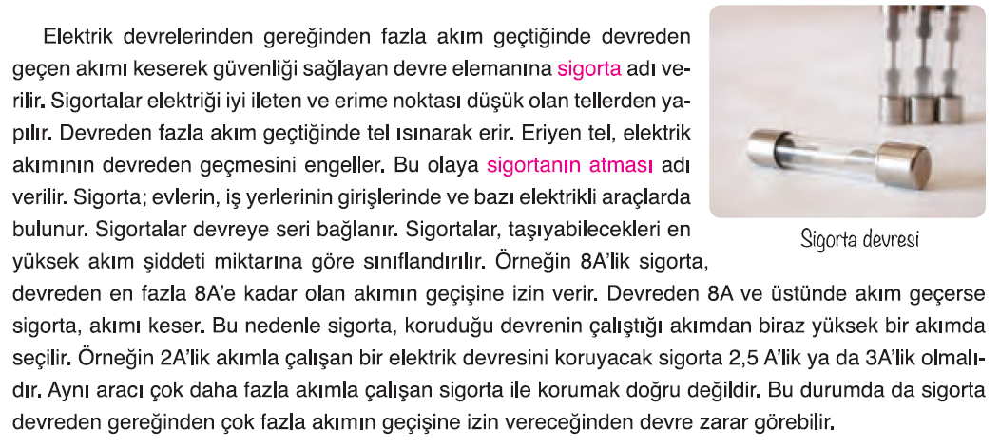 Elektrik devrelerinden gereğinden fazla akım geçtiğinde devreden
geçen akımı keserek güvenliği sağlayan devre elemanına sigorta adı ve-
rilir. Sigortalar elektriği iyi ileten ve erime noktası düşük olan tellerden ya-
pılır. Devreden fazla akım geçtiğinde tel ısınarak erir. Eriyen tel, elektrik
akımının devreden geçmesini engeller. Bu olaya sigortanın atması adı
verilir. Sigorta; evlerin, iş yerlerinin girişlerinde ve bazı elektrikli araçlarda
bulunur. Sigortalar devreye seri bağlanır. Sigortalar, taşıyabilecekleri en
yüksek akım şiddeti miktarına göre sınıflandırılır. Örneğin 8A'lik sigorta,
devreden en fazla 8A'e kadar olan akımın geçişine izin verir. Devreden 8A ve üstünde akım geçerse
sigorta, akımı keser. Bu nedenle sigorta, koruduğu devrenin çalıştığı akımdan biraz yüksek bir akımda
seçilir. Örneğin 2A'lik akımla çalışan bir elektrik devresini koruyacak sigorta 2,5 A'lik ya da 3A'lik olmalı-
dır. Aynı aracı çok daha fazla akımla çalışan sigorta ile korumak doğru değildir. Bu durumda da sigorta
devreden gereğinden çok fazla akımın geçişine izin vereceğinden devre zarar görebilir.
Sigorta devresi